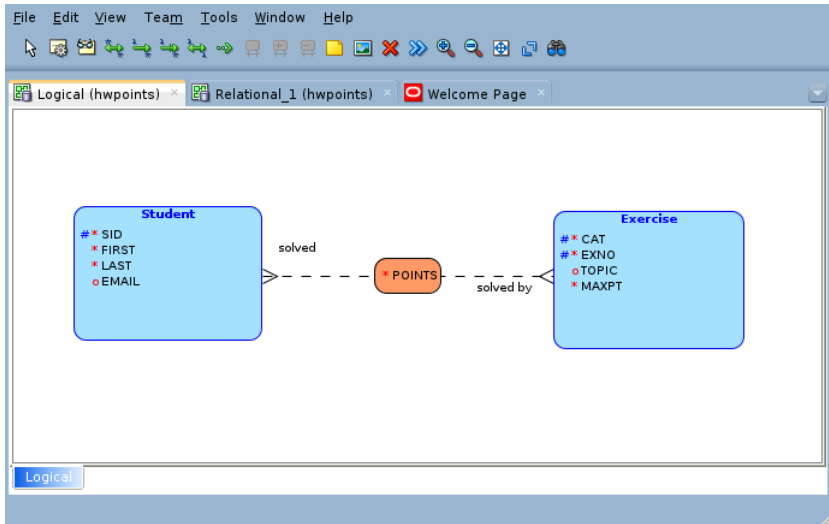 File Edit View Team Tools Window Help
Logical (hwpoints) × Relational_1 (hwpoints) × Welcome Page ×
Student
#* SID
* FIRST
* LAST
o EMAIL
solved
* POINTS
solved by
Exercise
#* CAT
#* EXNO
o TOPIC
* MAXPT
Logical